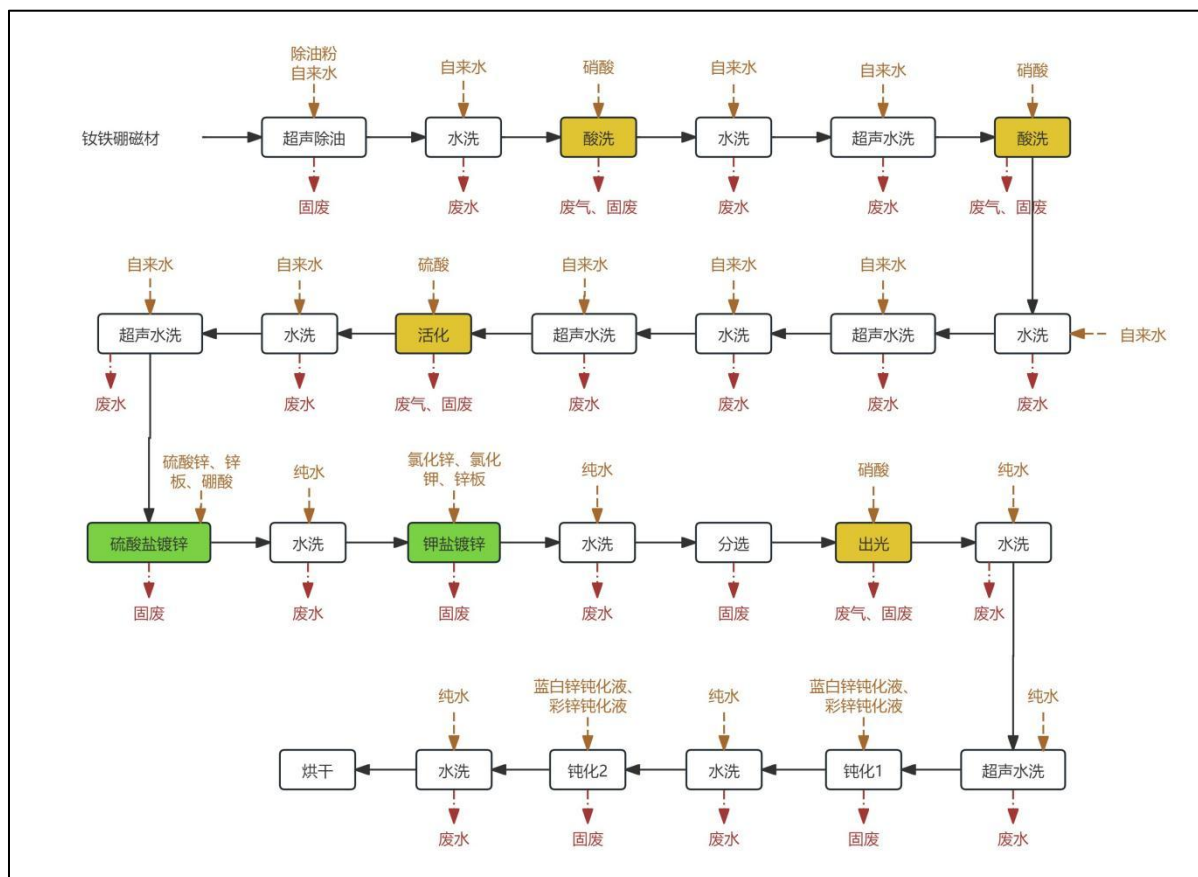 除油粉
自来水
自来水
硝酸
自来水
自来水
硝酸
钕铁硼磁材
超声除油
水洗
酸洗
水洗
超声水洗
酸洗
固废
废水
废气、固废
废水
废水
废气、固废
自来水
自来水
硫酸
自来水
自来水
自来水
超声水洗
水洗
活化
超声水洗
水洗
超声水洗
水洗
自来水
废水
废水
废气、固废
废水
废水
废水
废水
硫酸锌、锌
板、硼酸
纯水
氯化锌、氯化
钾、锌板
纯水
硝酸
纯水
硫酸盐镀锌
水洗
钾盐镀锌
水洗
分选
出光
水洗
固废
废水
固废
废水
固废
废气、固废
废水
纯水
蓝白锌钝化液、
彩锌钝化液
纯水
蓝白锌钝化液、
彩锌钝化液
纯水
烘干
水洗
钝化2
水洗
钝化1
超声水洗
废水
固废
废水
固废
废水